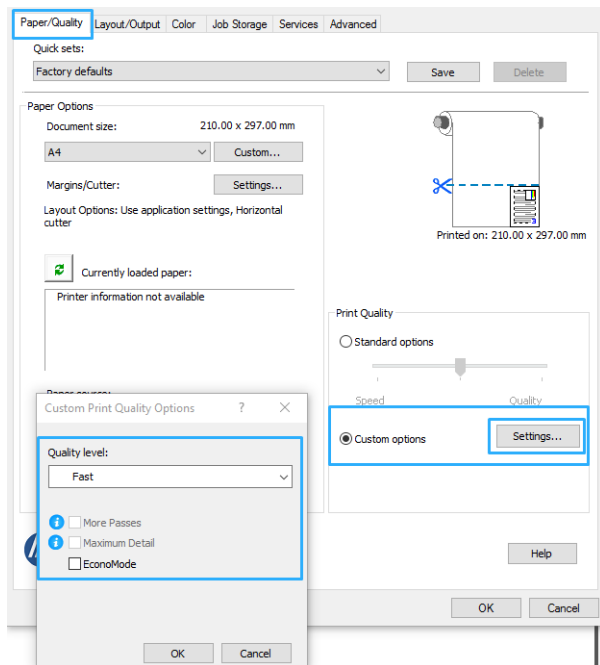 Paper/Quality Layout/Output Color Job Storage Services Advanced
Quick sets:
Factory defaults
Save
Delete
Paper Options
Document size: 210.00 x 297.00 mm
A4
Custom...
Margins/Cutter:
Settings...
Layout Options: Use application settings, Horizontal
cutter
Currently loaded paper:
Printer information not available
Paper source:
Printed on: 210.00 x 297.00 mm
Print Quality
Standard options
Speed Quality
Custom options
Settings...
Custom Print Quality Options ?
Quality level:
Fast
i More Passes
i Maximum Detail
EconoMode
OK Cancel
Help
OK Cancel